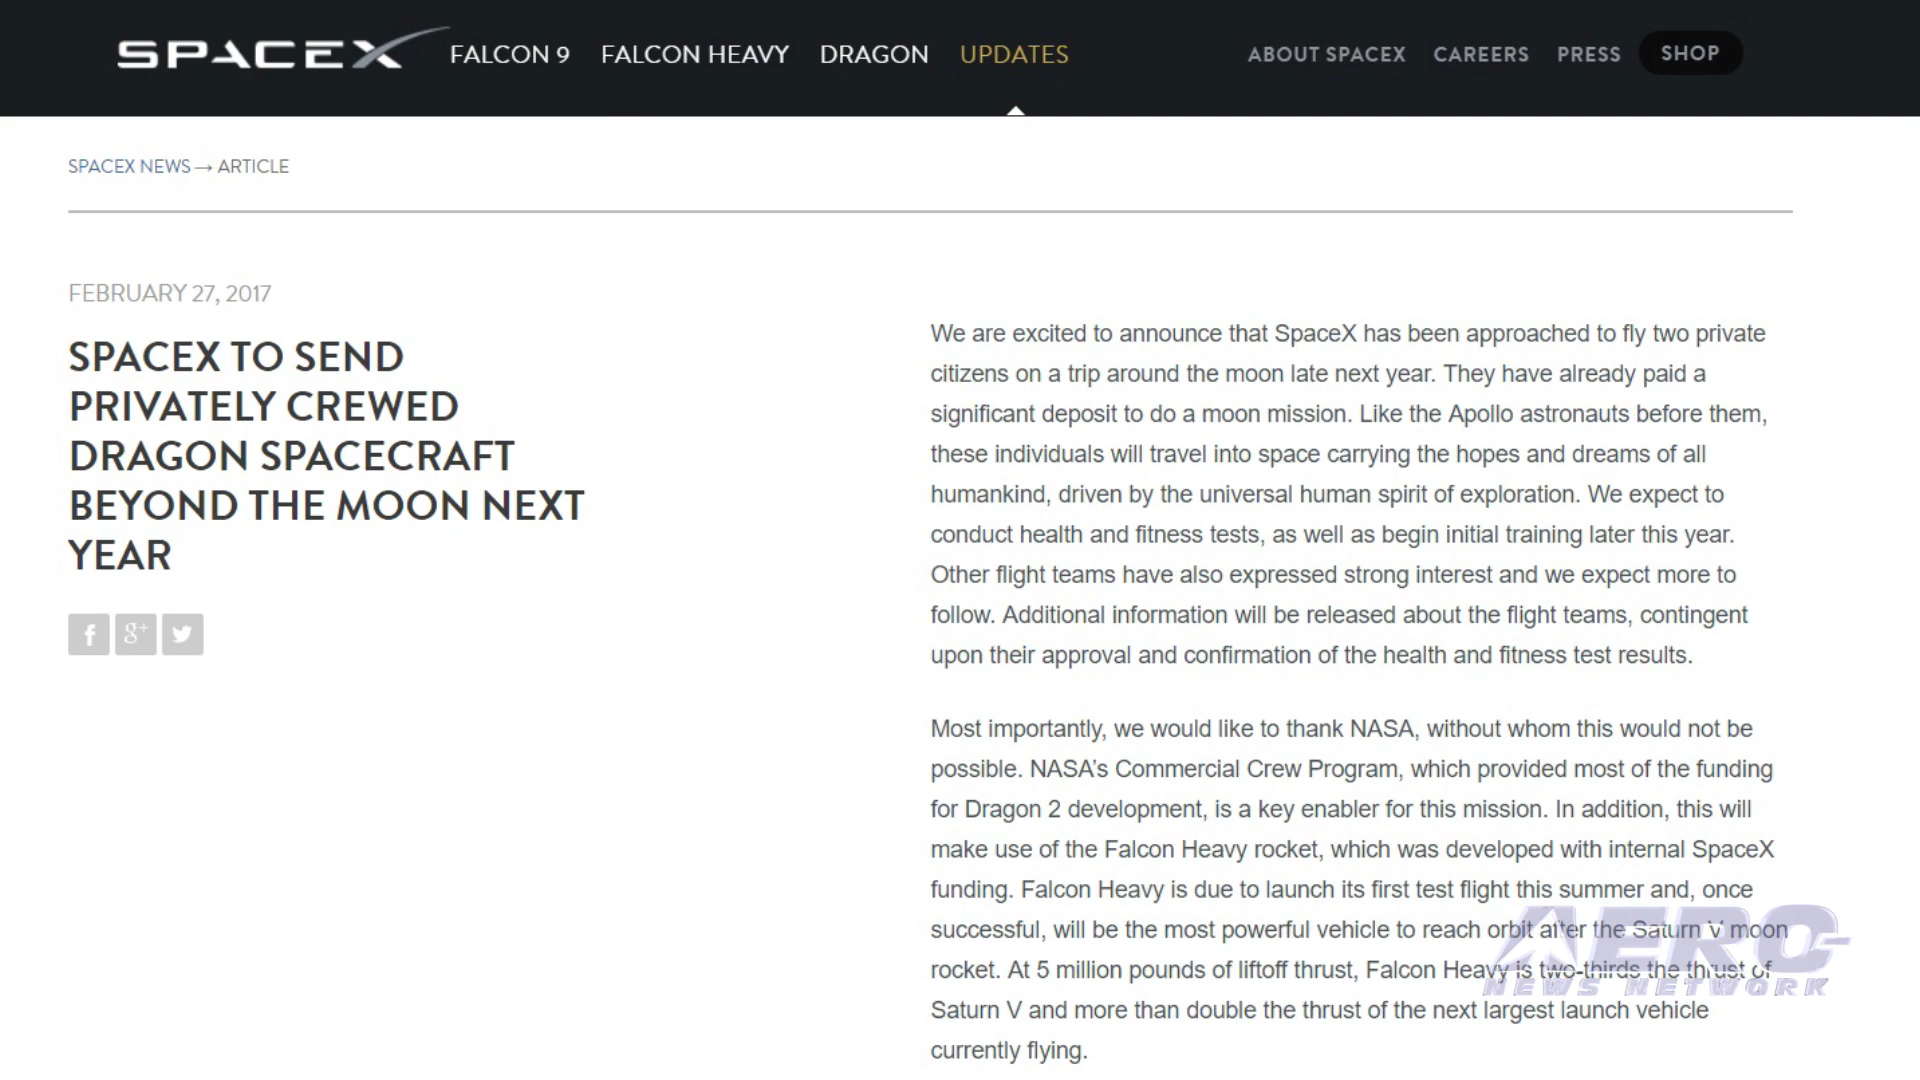 SPACEX FALCON 9 FALCON HEAVY DRAGON UPDATES ABOUT SPACEX CAREERS PRESS SHOP
SPACEX NEWS → ARTICLE
FEBRUARY 27, 2017
SPACEX TO SEND
PRIVATELY CREWED
DRAGON SPACECRAFT
BEYOND THE MOON NEXT
YEAR
f g+
We are excited to announce that SpaceX has been approached to fly two private
citizens on a trip around the moon late next year. They have already paid a
significant deposit to do a moon mission. Like the Apollo astronauts before them,
these individuals will travel into space carrying the hopes and dreams of all
humankind, driven by the universal human spirit of exploration. We expect to
conduct health and fitness tests, as well as begin initial training later this year.
Other flight teams have also expressed strong interest and we expect more to
follow. Additional information will be released about the flight teams, contingent
upon their approval and confirmation of the health and fitness test results.
Most importantly, we would like to thank NASA, without whom this would not be
possible. NASA’s Commercial Crew Program, which provided most of the funding
for Dragon 2 development, is a key enabler for this mission. In addition, this will
make use of the Falcon Heavy rocket, which was developed with internal SpaceX
funding. Falcon Heavy is due to launch its first test flight this summer and, once
successful, will be the most powerful vehicle to reach orbit after the Saturn V moon
rocket. At 5 million pounds of liftoff thrust, Falcon Heavy is two-thirds the thrust of
Saturn V and more than double the thrust of the next largest launch vehicle
currently flying.
AERO-
NEWS NETWORK